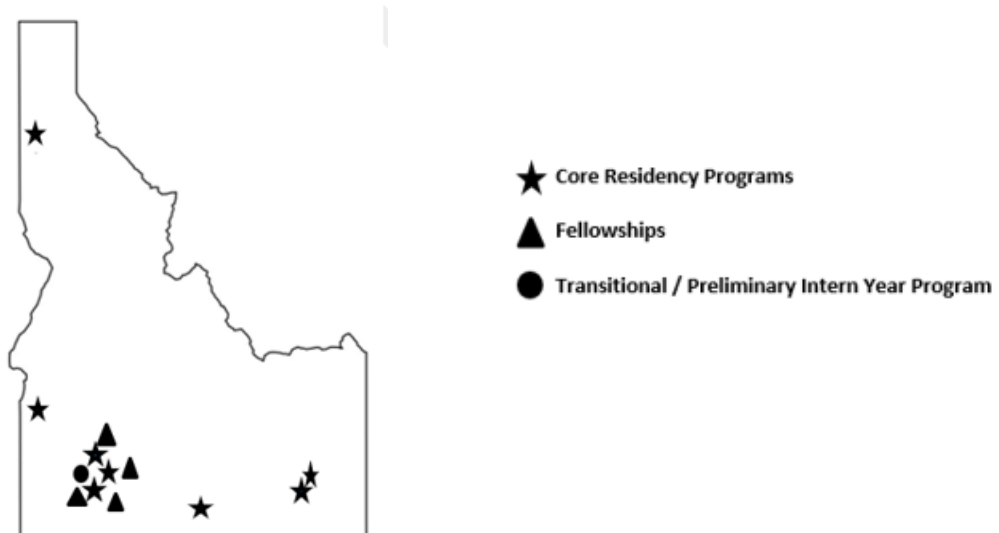 Core Residency Programs
Fellowships
Transitional / Preliminary Intern Year Program